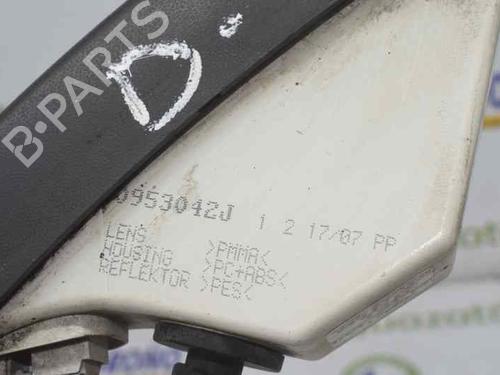 B-PARTS
D.
0953042J 1 2 17/07 PP
LENS >PMMA<
HOUSING >PC+ABS<
REFLEKTOR >PES<